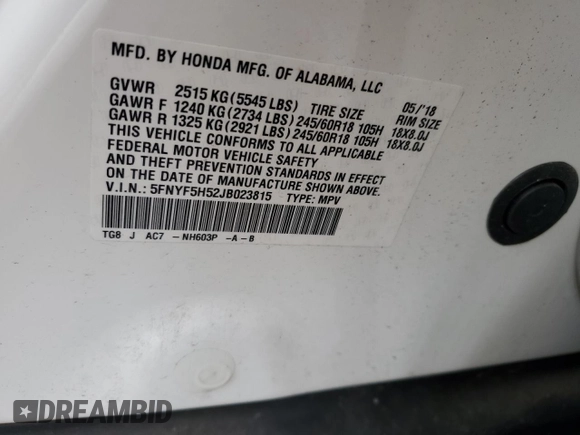 MFD. BY HONDA MFG. OF ALABAMA, LLC
GVWR 2515 KG(5545 LBS) TIRE SIZE 05/'18 RIM SIZE
GAWR F 1240 KG(2734 LBS)245/60R18 105H 18X8.0J
GAWR R 1325 KG(2921 LBS)245/60R18 105H 18X8.0J
THIS VEHICLE CONFORMS TO ALL APPLICABLE
FEDERAL MOTOR VEHICLE SAFETY
AND THEFT PREVENTION STANDARDS IN EFFECT
ON THE DATE OF MANUFACTURE SHOWN ABOVE.
V.I.N.: 5FNYF5H52JB023815 TYPE: MPV
TG8 J AC7 -NH603P -A-B
DREAMBID